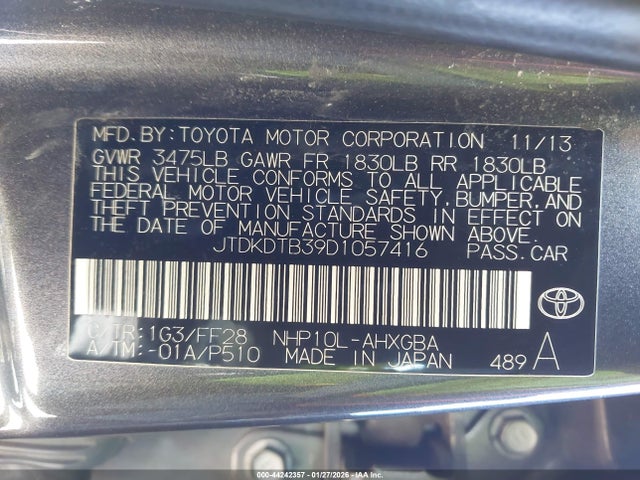 MFD.BY:TOYOTA MOTOR CORPORATION 11/13
GVWR 3475LB GAWR FR 1830LB RR 1830LB
THIS VEHICLE CONFORMS TO ALL APPLICABLE
FEDERAL MOTOR VEHICLE SAFETY,BUMPER,AND
THEFT PREVENTION STANDARDS IN EFFECT ON
THE DATE OF MANUFACTURE SHOWN ABOVE.
JTDKDTB39D1057416 PASS.CAR
C/TR:1G3/FF28 NHP10L-AHXGBA
A/TM:-01A/P510 MADE IN JAPAN 489 A
© 000-44242357 | 01/27/2026 - IAA Inc. |